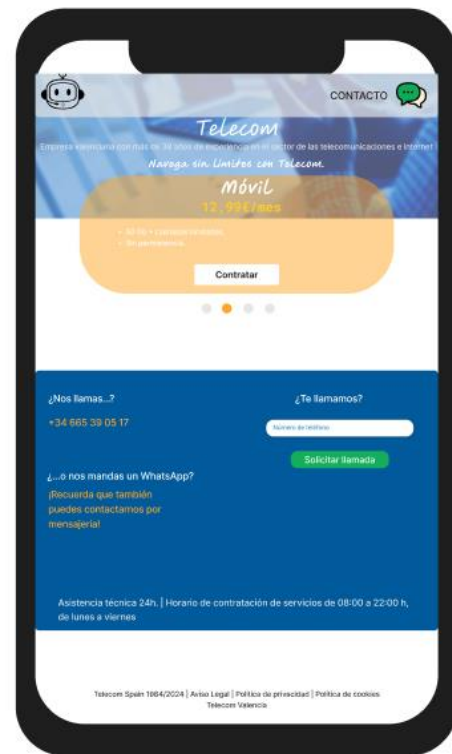 CONTACTO
Telecom
Empresa valenciana con más de 34 años de experiencia en el sector de las telecomunicaciones e internet
Navega sin límites con Telecom.
Móvil
12,99€/mes
Sin permanencia.
Contratar
¿Nos llamas...?
¿Te llamamos?
+34 665 39 05 17
Número de teléfono
Solicitar llamada
¿...o nos mandas un WhatsApp?
¡Recuerda que también
puedes contactarnos por
mensajería!
Asistencia técnica 24h. | Horario de contratación de servicios de 08:00 a 22:00 h,
de lunes a viernes
Telecom Spain 1984/2024 | Aviso Legal | Política de privacidad | Política de cookies
Telecom Valencia